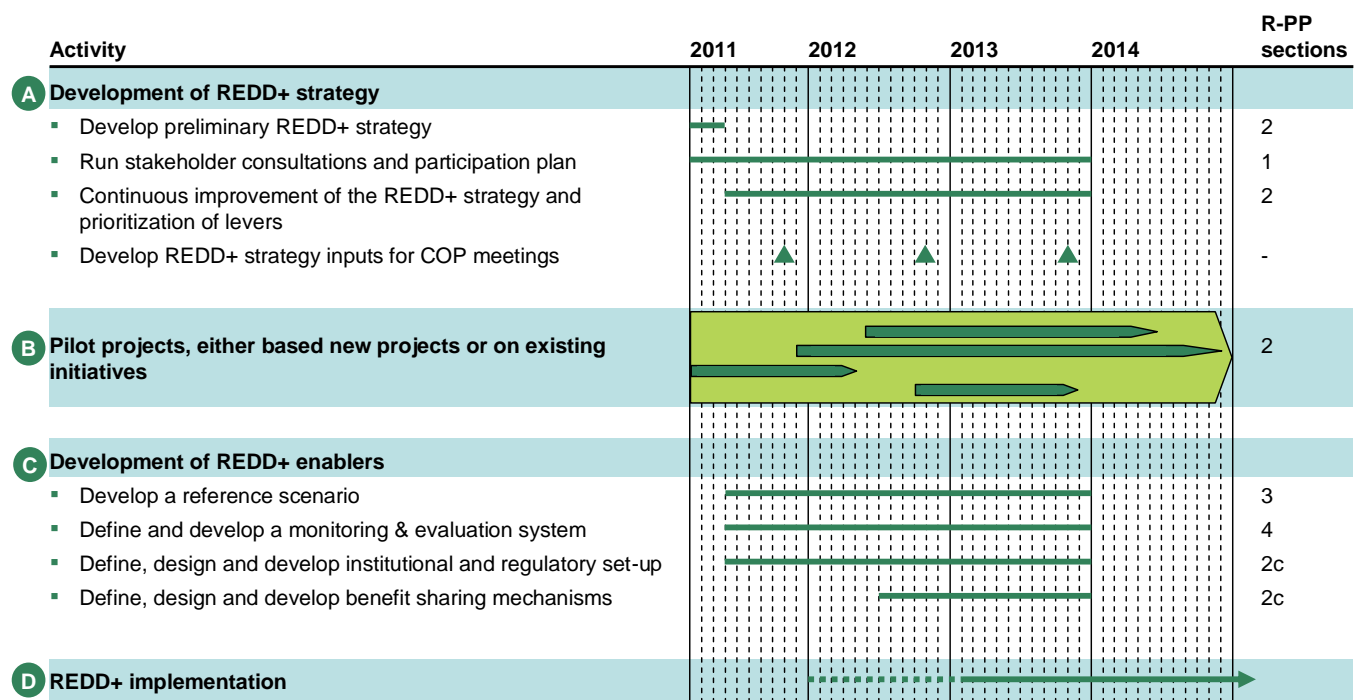 R-PP
Activity 2011 2012 2013 2014 sections
A Development of REDD+ strategy
▪ Develop preliminary REDD+ strategy 2
▪ Run stakeholder consultations and participation plan 1
▪ Continuous improvement of the REDD+ strategy and 2
prioritization of levers
▪ Develop REDD+ strategy inputs for COP meetings -
B Pilot projects, either based new projects or on existing 2
initiatives
C Development of REDD+ enablers
▪ Develop a reference scenario 3
▪ Define and develop a monitoring & evaluation system 4
▪ Define, design and develop institutional and regulatory set-up 2c
▪ Define, design and develop benefit sharing mechanisms 2c
D REDD+ implementation